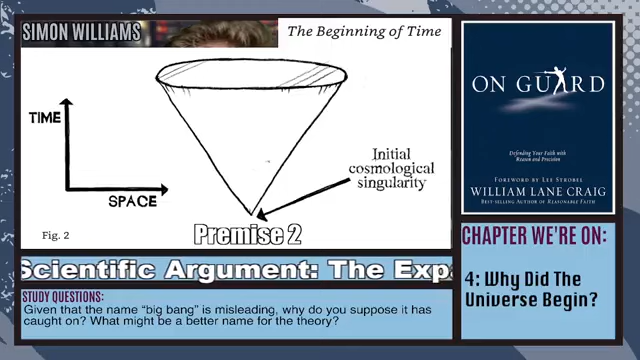 SIMON WILLIAMS
The Beginning of Time
TIME
SPACE
Initial
cosmological
singularity
Fig. 2
Premise 2
Scientific Argument: The Expa
STUDY QUESTIONS:
Given that the name "big bang" is misleading, why do you suppose it has
caught on? What might be a better name for the theory?
ON GUARD
Defending Your Faith with
Reason and Precision
FOREWORD BY LEE STROBEL
WILLIAM LANE CRAIG
BEST-SELLING AUTHOR OF REASONABLE FAITH
CHAPTER WE'RE ON:
4: Why Did The
Universe Begin?